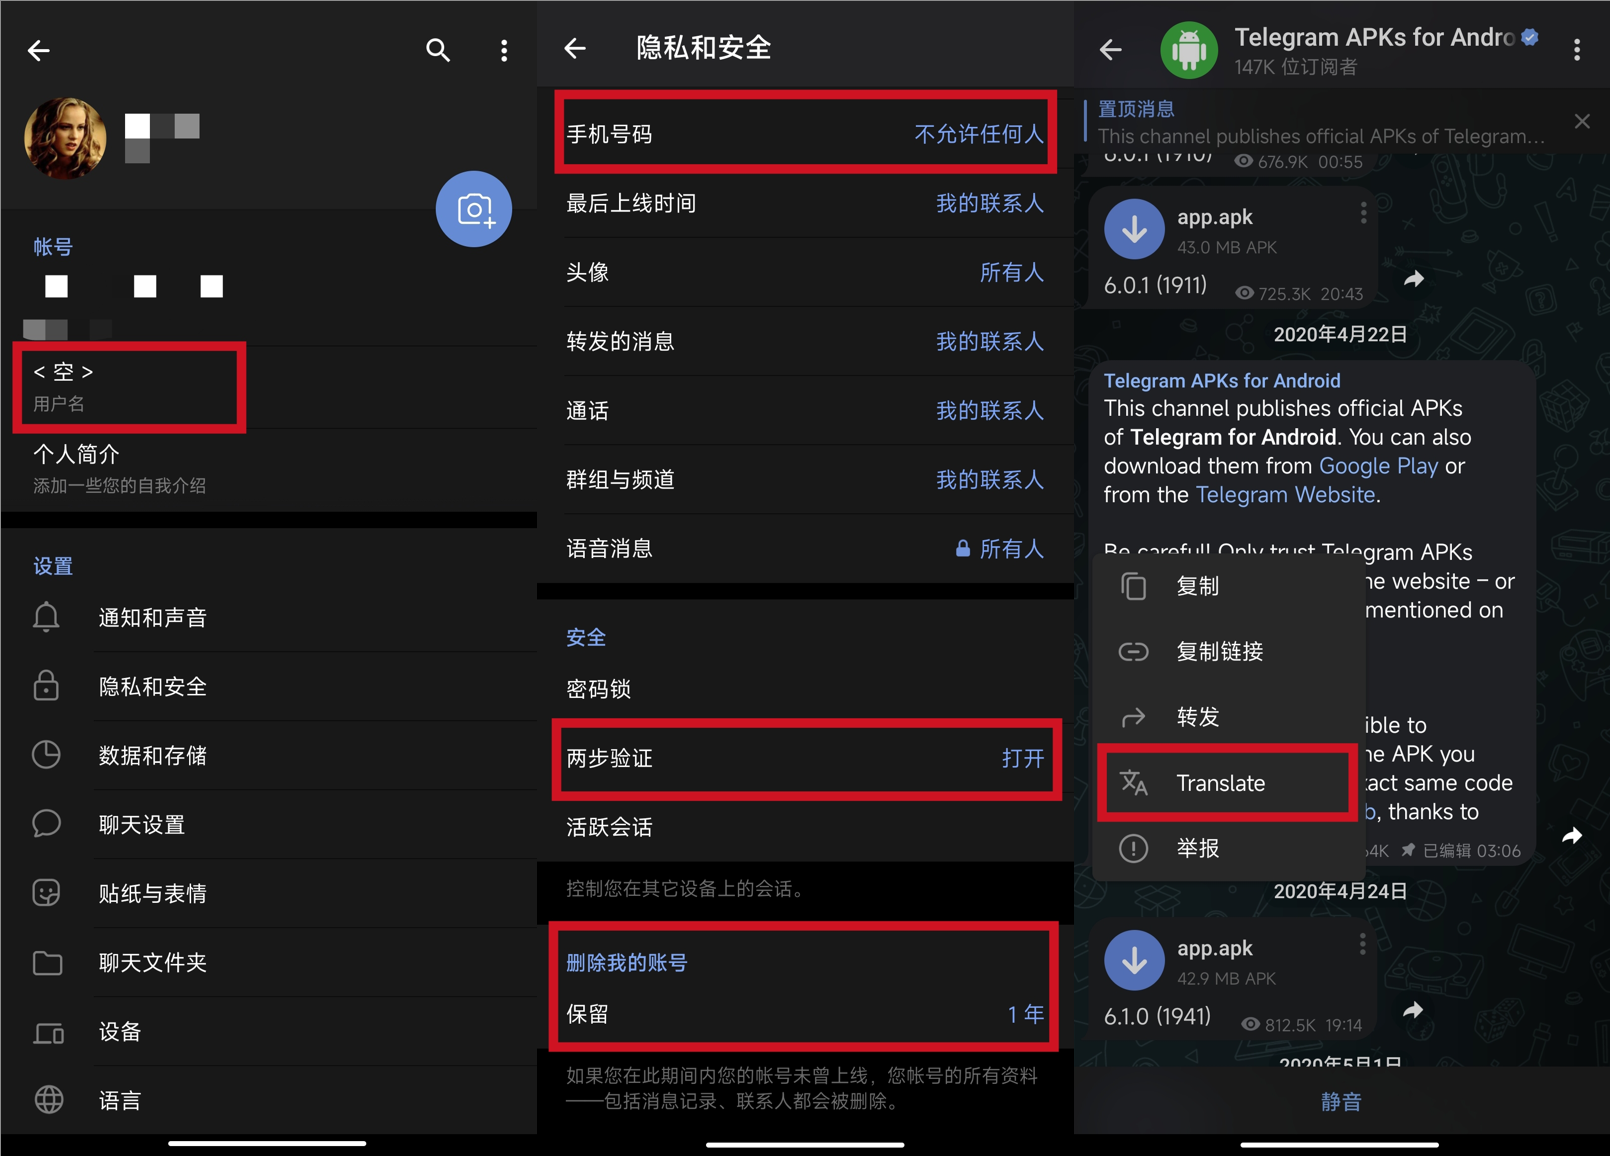 帐号
< 空 >
用户名
个人简介
添加一些您的自我介绍
设置
通知和声音
隐私和安全
数据和存储
聊天设置
贴纸与表情
聊天文件夹
设备
语言
隐私和安全
手机号码 不允许任何人
最后上线时间 我的联系人
头像 所有人
转发的消息 我的联系人
通话 我的联系人
群组与频道 我的联系人
语音消息 所有人
安全
密码锁
两步验证 打开
活跃会话
控制您在其它设备上的会话。
删除我的账号
保留 1 年
如果您在此期间内您的帐号未曾上线，您帐号的所有资料
——包括消息记录、联系人都会被删除。
Telegram APKs for Andro
147K 位订阅者
置顶消息
This channel publishes official APKs of Telegram...
6.0.1 (1910) 676.9K 00:55
app.apk
43.0 MB APK
6.0.1 (1911) 725.3K 20:43
2020年4月22日
Telegram APKs for Android
This channel publishes official APKs
of Telegram for Android. You can also
download them from Google Play or
from the Telegram Website.
Be careful! Only trust Telegram APKs
website – or
mentioned on
to
APK you
same code
thanks to
已编辑 03:06
复制
复制链接
转发
Translate
举报
2020年4月24日
app.apk
42.9 MB APK
6.1.0 (1941) 812.5K 19:14
2020年5月1日
静音